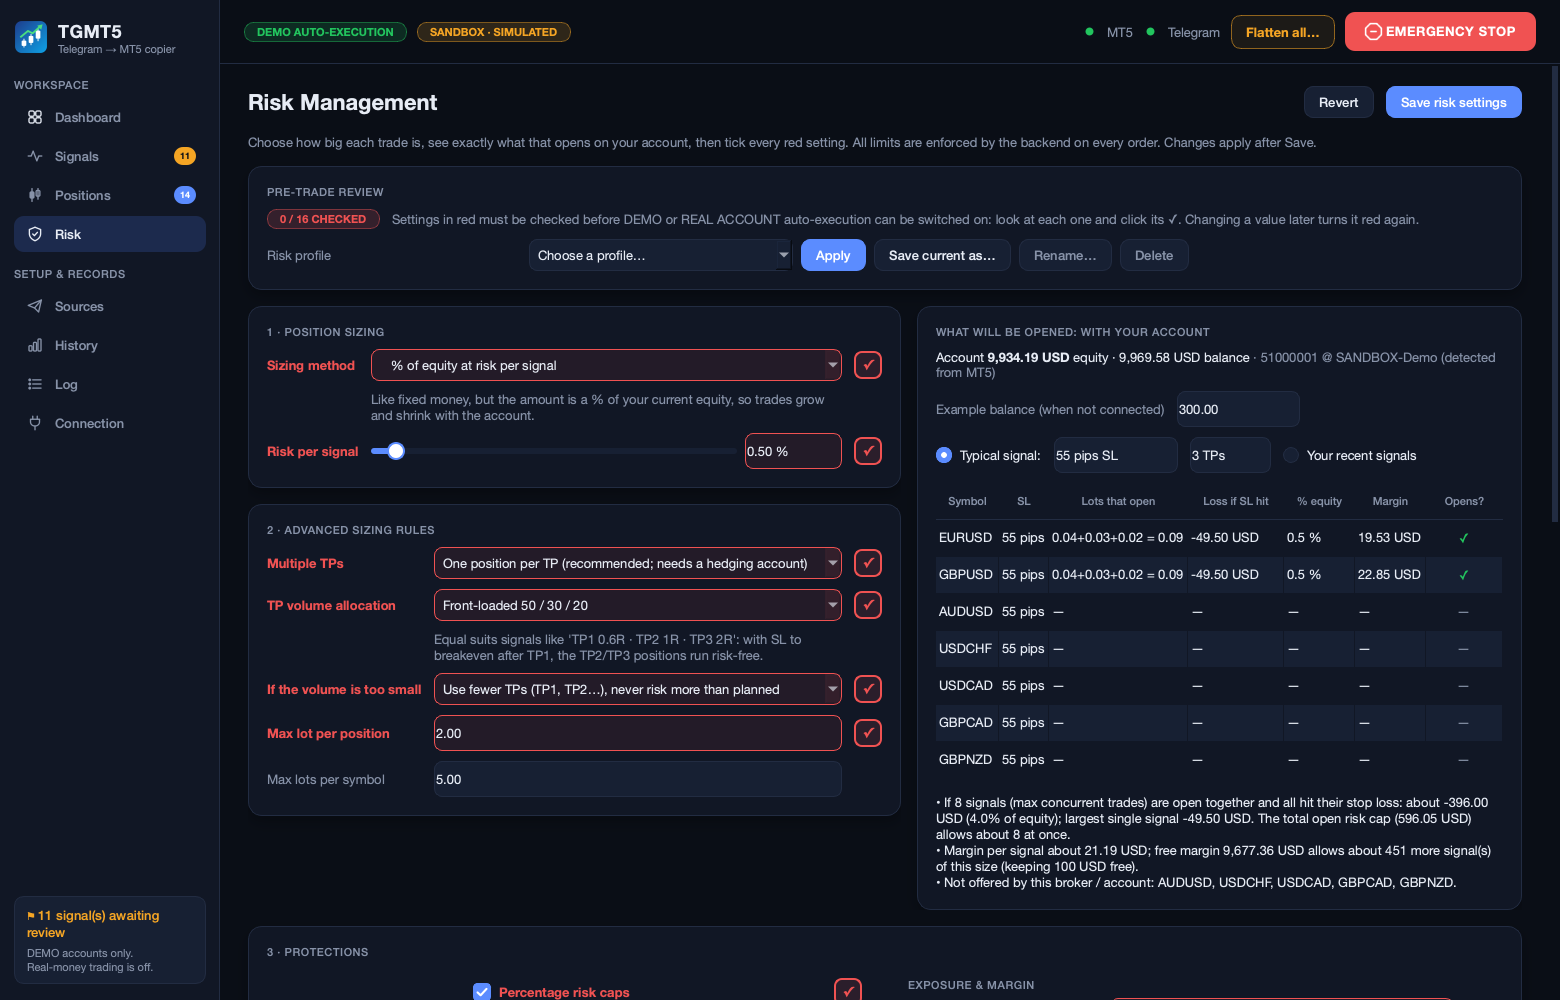 TGMT5
Telegram → MT5 copier
DEMO AUTO-EXECUTION
SANDBOX · SIMULATED
MT5
Telegram
Flatten all…
EMERGENCY STOP
WORKSPACE
Dashboard
Signals
11
Positions
14
Risk
SETUP & RECORDS
Sources
History
Log
Connection
11 signal(s) awaiting
review
DEMO accounts only.
Real-money trading is off.
Risk Management
Revert
Save risk settings
Choose how big each trade is, see exactly what that opens on your account, then tick every red setting. All limits are enforced by the backend on every order. Changes apply after Save.
PRE-TRADE REVIEW
0 / 16 CHECKED
Settings in red must be checked before DEMO or REAL ACCOUNT auto-execution can be switched on: look at each one and click its ✓. Changing a value later turns it red again.
Risk profile
Choose a profile…
Apply
Save current as…
Rename…
Delete
1 · POSITION SIZING
Sizing method
% of equity at risk per signal
✓
Like fixed money, but the amount is a % of your current equity, so trades grow
and shrink with the account.
Risk per signal
0.50 %
✓
2 · ADVANCED SIZING RULES
Multiple TPs
One position per TP (recommended; needs a hedging account)
✓
TP volume allocation
Front-loaded 50 / 30 / 20
✓
Equal suits signals like 'TP1 0.6R · TP2 1R · TP3 2R': with SL to
breakeven after TP1, the TP2/TP3 positions run risk-free.
If the volume is too small
Use fewer TPs (TP1, TP2…), never risk more than planned
✓
Max lot per position
2.00
✓
Max lots per symbol
5.00
WHAT WILL BE OPENED: WITH YOUR ACCOUNT
Account 9,934.19 USD equity · 9,969.58 USD balance · 51000001 @ SANDBOX-Demo (detected
from MT5)
Example balance (when not connected)
300.00
Typical signal:
55 pips SL
3 TPs
Your recent signals
Symbol SL Lots that open Loss if SL hit % equity Margin Opens?
EURUSD 55 pips 0.04+0.03+0.02 = 0.09 -49.50 USD 0.5 % 19.53 USD ✓
GBPUSD 55 pips 0.04+0.03+0.02 = 0.09 -49.50 USD 0.5 % 22.85 USD ✓
AUDUSD 55 pips — — — — —
USDCHF 55 pips — — — — —
USDCAD 55 pips — — — — —
GBPCAD 55 pips — — — — —
GBPNZD 55 pips — — — — —
• If 8 signals (max concurrent trades) are open together and all hit their stop loss: about -396.00
USD (4.0% of equity); largest single signal -49.50 USD. The total open risk cap (596.05 USD)
allows about 8 at once.
• Margin per signal about 21.19 USD; free margin 9,677.36 USD allows about 451 more signal(s)
of this size (keeping 100 USD free).
• Not offered by this broker / account: AUDUSD, USDCHF, USDCAD, GBPCAD, GBPNZD.
3 · PROTECTIONS
Percentage risk caps
✓
EXPOSURE & MARGIN